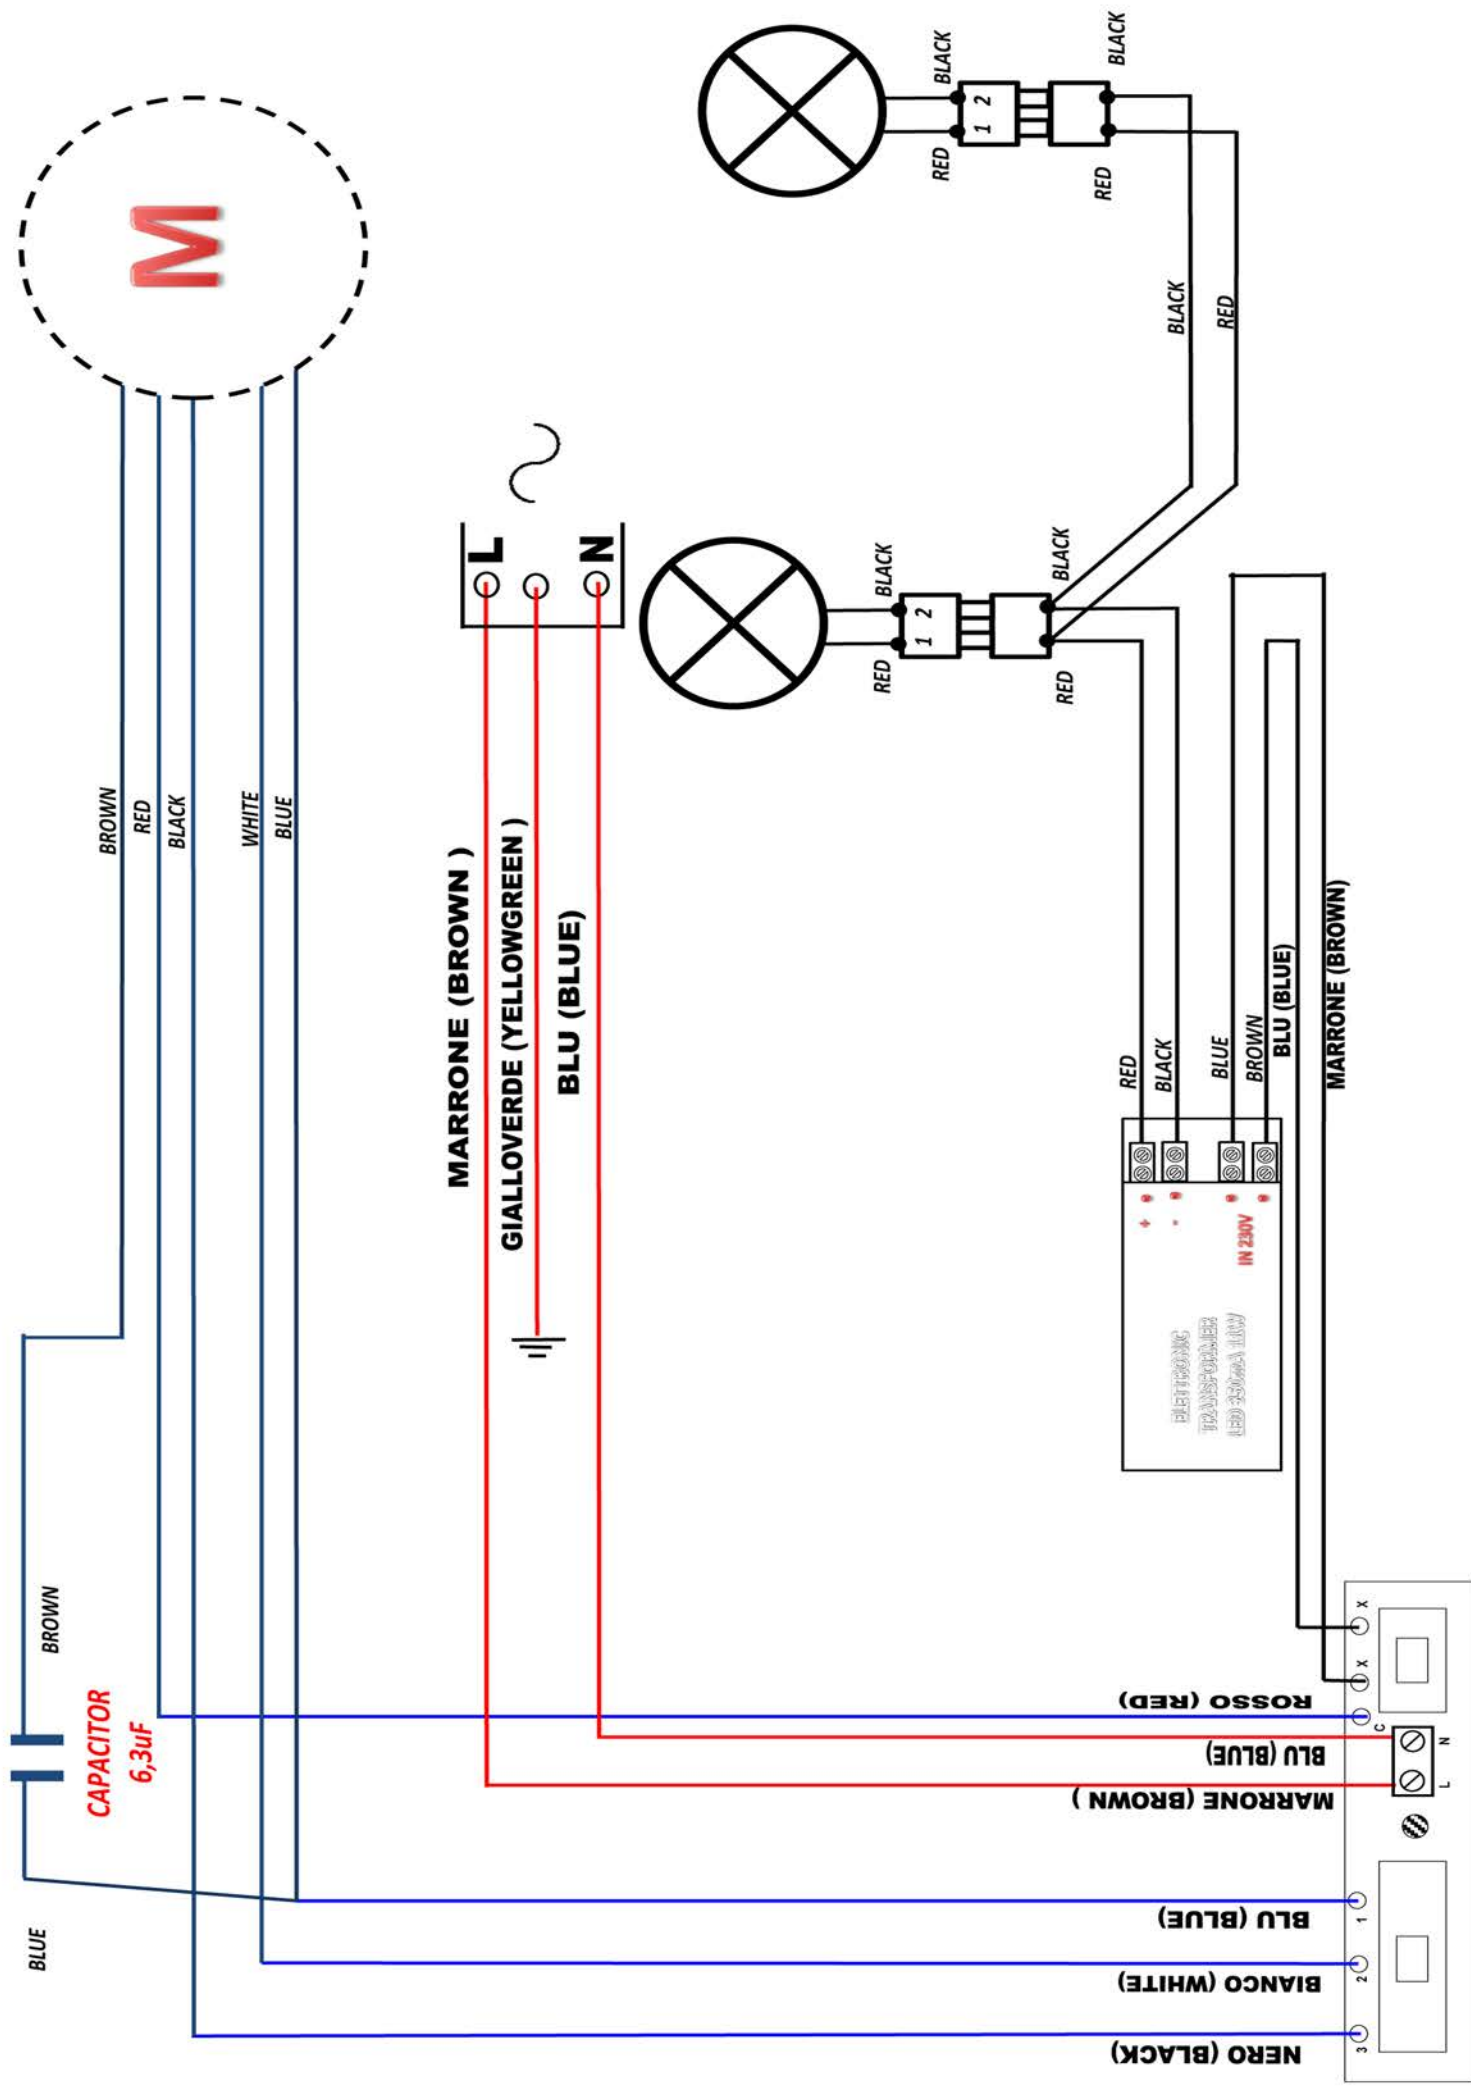 M
BROWN
RED
BLACK
WHITE
BLUE
BROWN
CAPACITOR
6,3uF
BLUE
L
N
MARRONE (BROWN )
GIALLOVERDE (YELLOWGREEN )
BLU (BLUE)
BLACK
RED
1 2
BLACK
RED
BLACK
RED
BLACK
RED
1 2
BLACK
RED
RED
BLACK
BLUE
BROWN
BLU (BLUE)
MARRONE (BROWN)
+
-
IN 230V
ELETTRONIC
TRANSFORMER
ROSSO (RED)
BLU (BLUE)
MARRONE (BROWN )
BLU (BLUE)
BIANCO (WHITE)
NERO (BLACK)
X
X
C
N
L
1
2
3